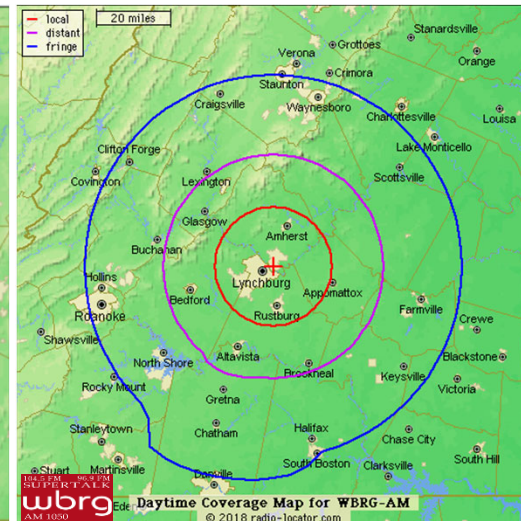 local
distant
fringe
20 miles
Stanardsville
Grottoes
Verona
Orange
Crimora
Staunton
Craigsville
Waynesboro
Charlottesville
Louisa
Lake Monticello
Clifton Forge
Covington
Lexington
Scottsville
Glasgow
Amherst
Buchanan
Hollins
Lynchburg
Appomattox
Bedford
Farmville
Roanoke
Rustburg
Crewe
Shawsville
Altavista
North Shore
Brookneal
Blackstone
Keysville
Rocky Mount
Victoria
Gretna
Chatham
Halifax
Chase City
Stanleytown
South Hill
Martinsville
South Boston
Stuart
Clarksville
Danville
104.5 FM 96.9 FM
SUPERTALK
wbrg
AM 1050
Eden
Daytime Coverage Map for WBRG-AM
© 2018 radio-locator.com